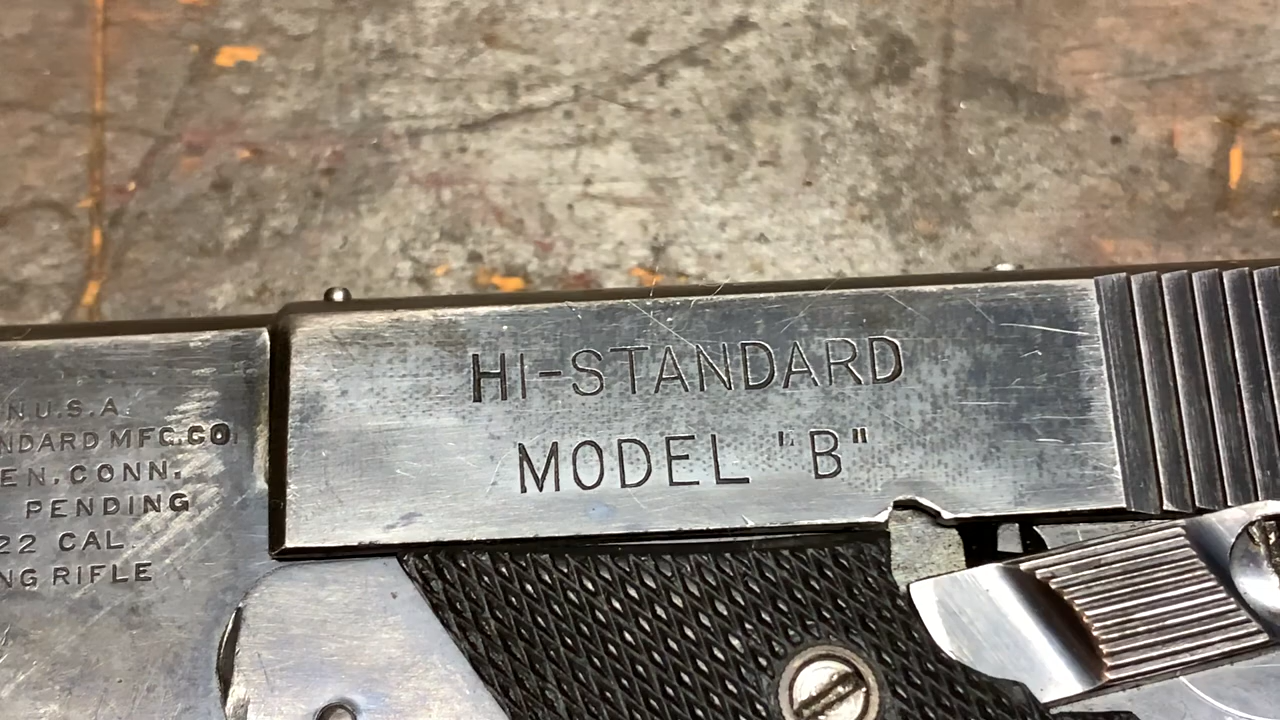 N.U.S.A.
NDARD MFG.CO.
EN, CONN.
PENDING
22 CAL.
NG RIFLE
HI-STANDARD
MODEL "B"